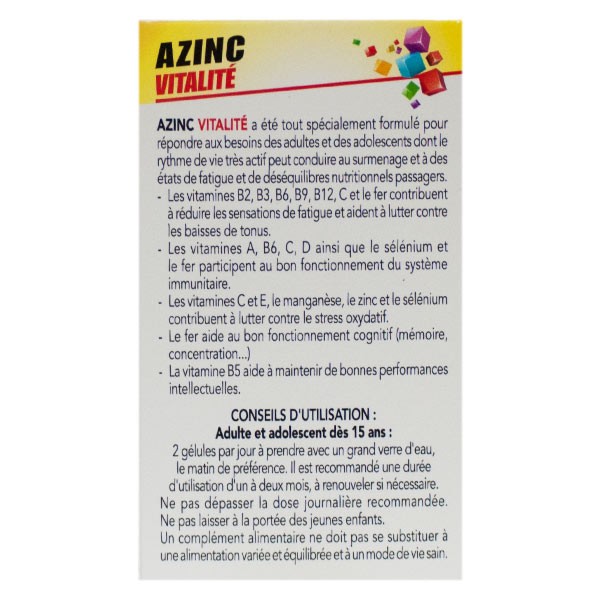 AZINC
VITALITÉ
AZINC VITALITÉ a été tout spécialement formulé pour
répondre aux besoins des adultes et des adolescents dont le
rythme de vie très actif peut conduire au surmenage et à des
états de fatigue et de déséquilibres nutritionnels passagers.
- Les vitamines B2, B3, B6, B9, B12, C et le fer contribuent
à réduire les sensations de fatigue et aident à lutter contre
les baisses de tonus.
- Les vitamines A, B6, C, D ainsi que le sélénium et
le fer participent au bon fonctionnement du système
immunitaire.
- Les vitamines C et E, le manganèse, le zinc et le sélénium
contribuent à lutter contre le stress oxydatif.
- Le fer aide au bon fonctionnement cognitif (mémoire,
concentration...)
- La vitamine B5 aide à maintenir de bonnes performances
intellectuelles.
CONSEILS D'UTILISATION :
Adulte et adolescent dès 15 ans :
2 gélules par jour à prendre avec un grand verre d'eau,
le matin de préférence. Il est recommandé une durée
d'utilisation d'un à deux mois, à renouveler si nécessaire.
Ne pas dépasser la dose journalière recommandée.
Ne pas laisser à la portée des jeunes enfants.
Un complément alimentaire ne doit pas se substituer à
une alimentation variée et équilibrée et à un mode de vie sain.